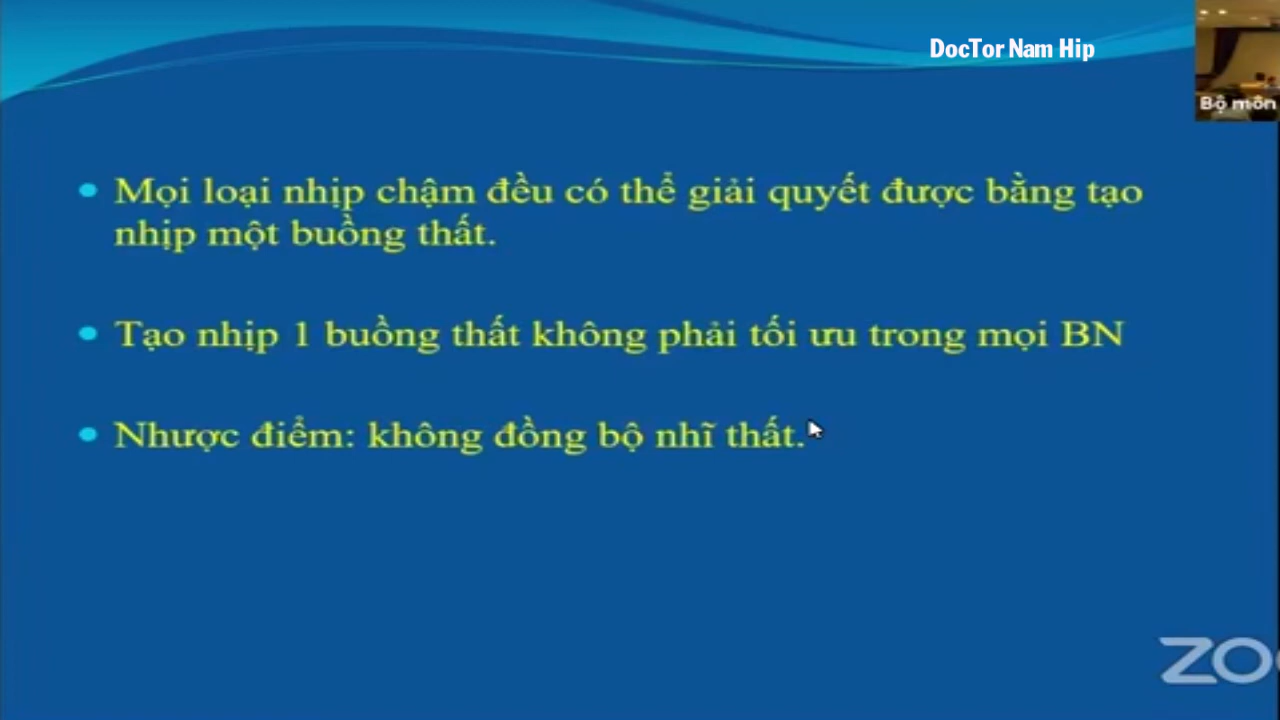 DocTor Nam Hip
Bộ môn
Mọi loại nhịp chậm đều có thể giải quyết được bằng tạo
nhịp một buồng thất.
Tạo nhịp 1 buồng thất không phải tối ưu trong mọi BN
Nhược điểm: không đồng bộ nhĩ thất.